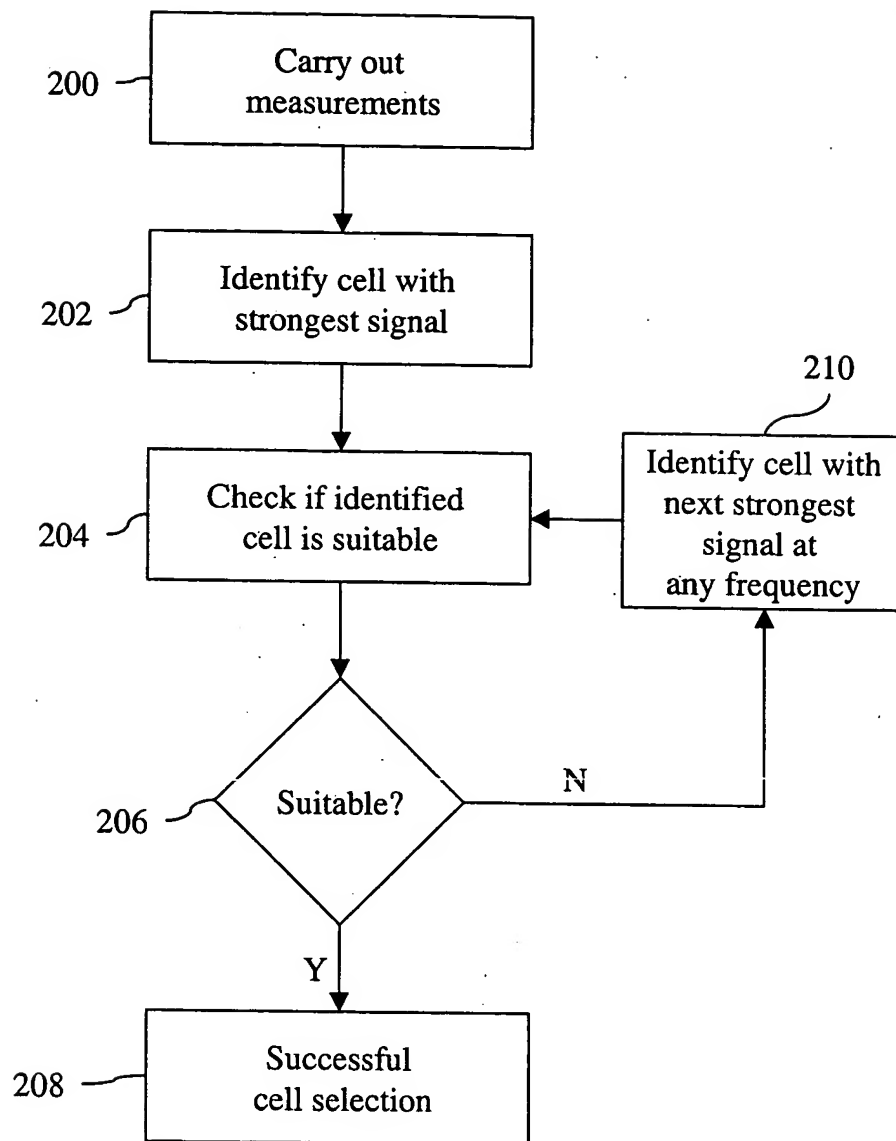 200
Carry out
measurements
202
Identify cell with
strongest signal
210
204
Check if identified
cell is suitable
Identify cell with
next strongest
signal at
any frequency
206
Suitable?
N
Y
208
Successful
cell selection